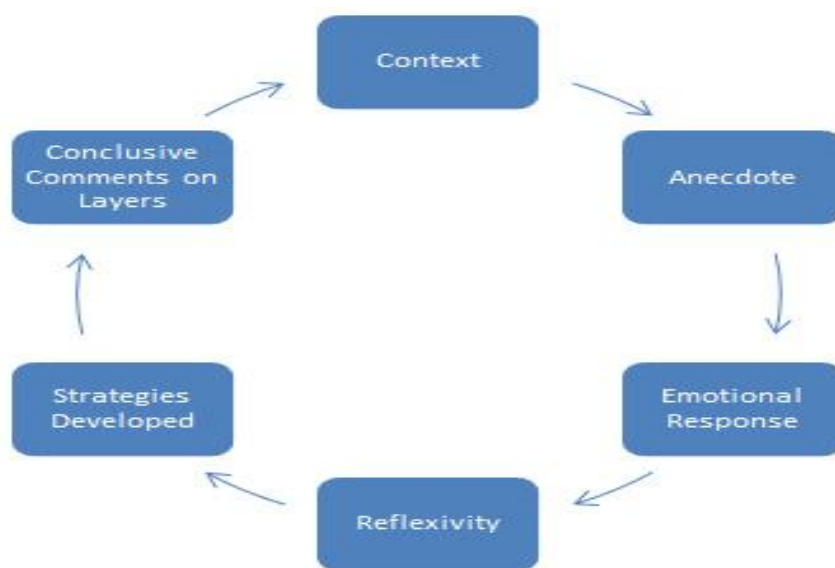 Context
Anecdote
Emotional
Response
Reflexivity
Strategies
Developed
Conclusive
Comments on
Layers